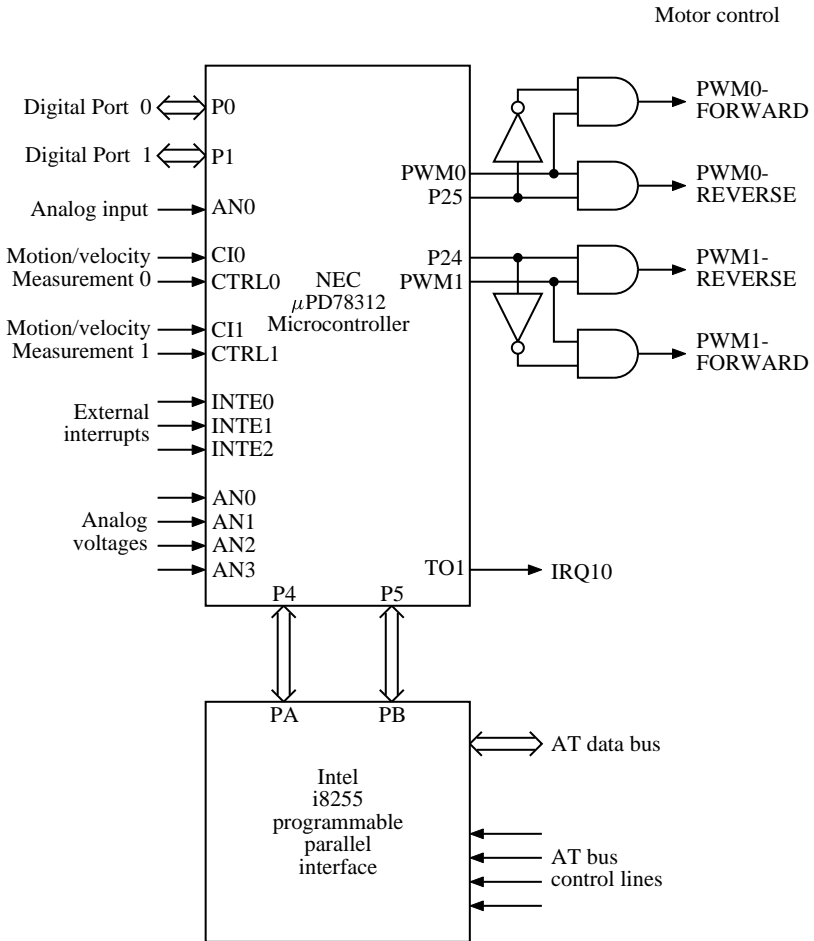 Motor control
Digital Port 0
P0
Digital Port 1
P1
Analog input
AN0
Motion/velocity
Measurement 0
CI0
CTRL0
Motion/velocity
Measurement 1
CI1
CTRL1
External
interrupts
INTE0
INTE1
INTE2
Analog
voltages
AN0
AN1
AN2
AN3
NEC
μPD78312
Microcontroller
PWM0
P25
P24
PWM1
TO1
P4
P5
PWM0-
FORWARD
PWM0-
REVERSE
PWM1-
REVERSE
PWM1-
FORWARD
IRQ10
PA
PB
Intel
i8255
programmable
parallel
interface
AT data bus
AT bus
control lines